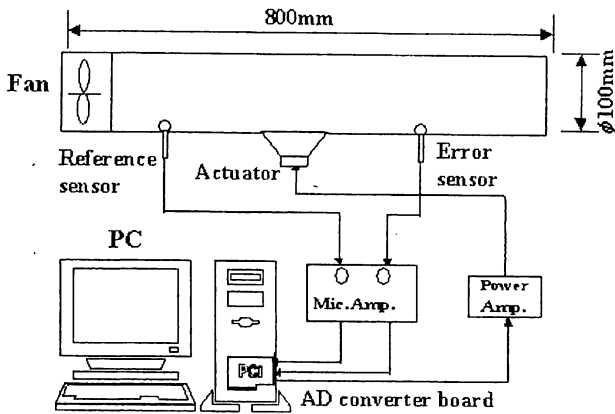 800mm
Fan
ϕ100mm
Reference
sensor
Actuator
Error
sensor
PC
Mic.Amp.
Power
Amp.
PCI
AD converter board